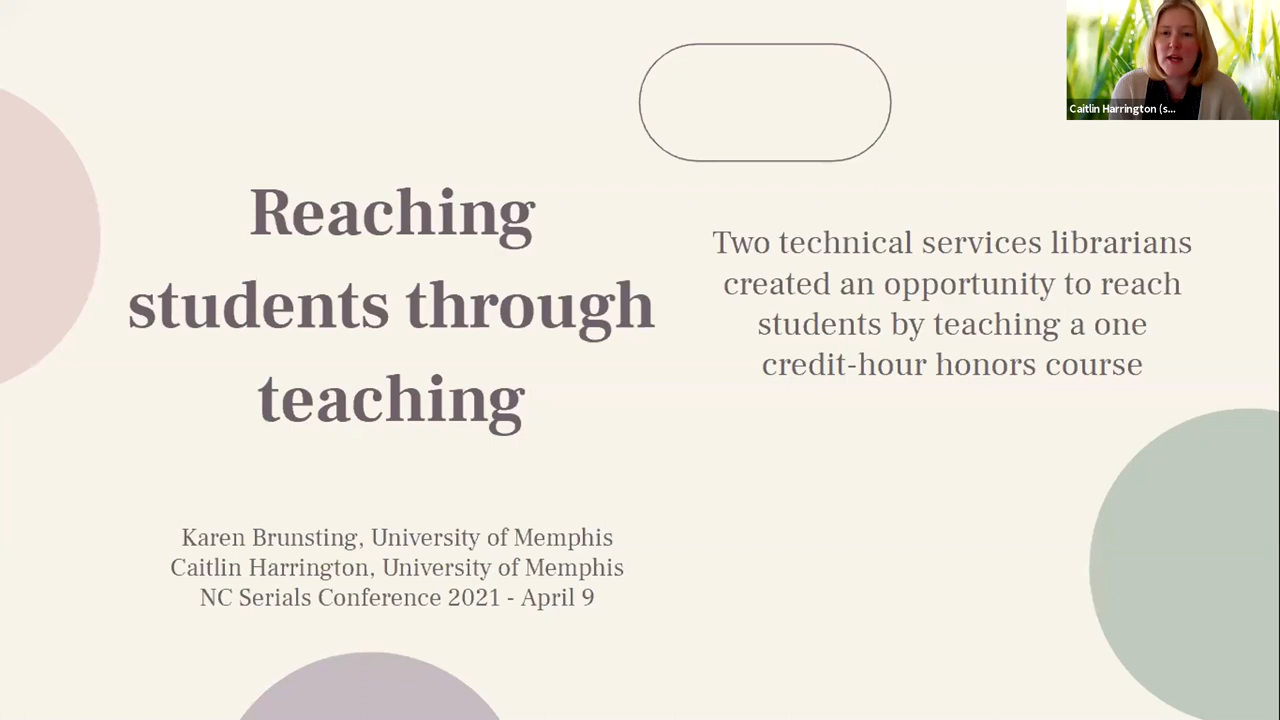 Reaching
students through
teaching
Two technical services librarians
created an opportunity to reach
students by teaching a one
credit-hour honors course
Karen Brunsting, University of Memphis
Caitlin Harrington, University of Memphis
NC Serials Conference 2021 - April 9
Caitlin Harrington (s...